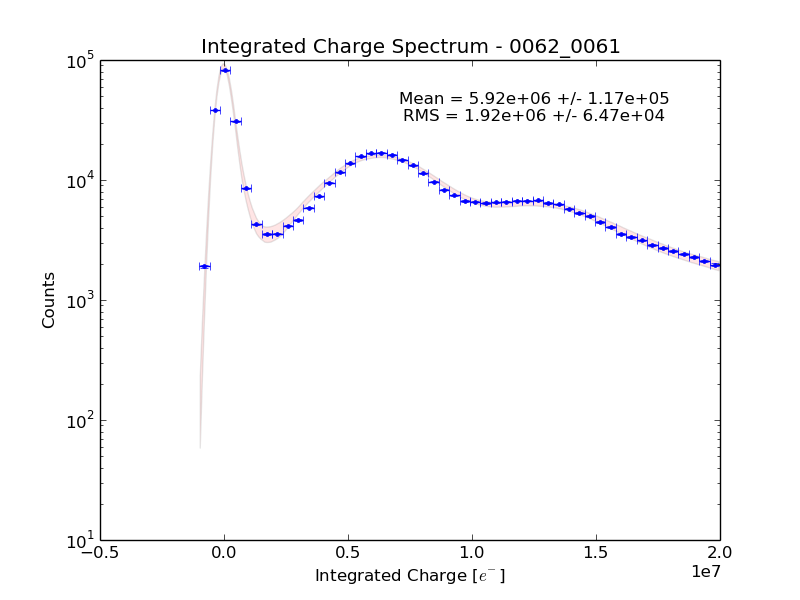 Integrated Charge Spectrum - 0062_0061
Mean = 5.92e+06 +/- 1.17e+05
RMS = 1.92e+06 +/- 6.47e+04
10^5
10^4
10^3
10^2
10^1
Counts
−0.5 0.0 0.5 1.0 1.5 2.0
1e7
Integrated Charge [e^−]